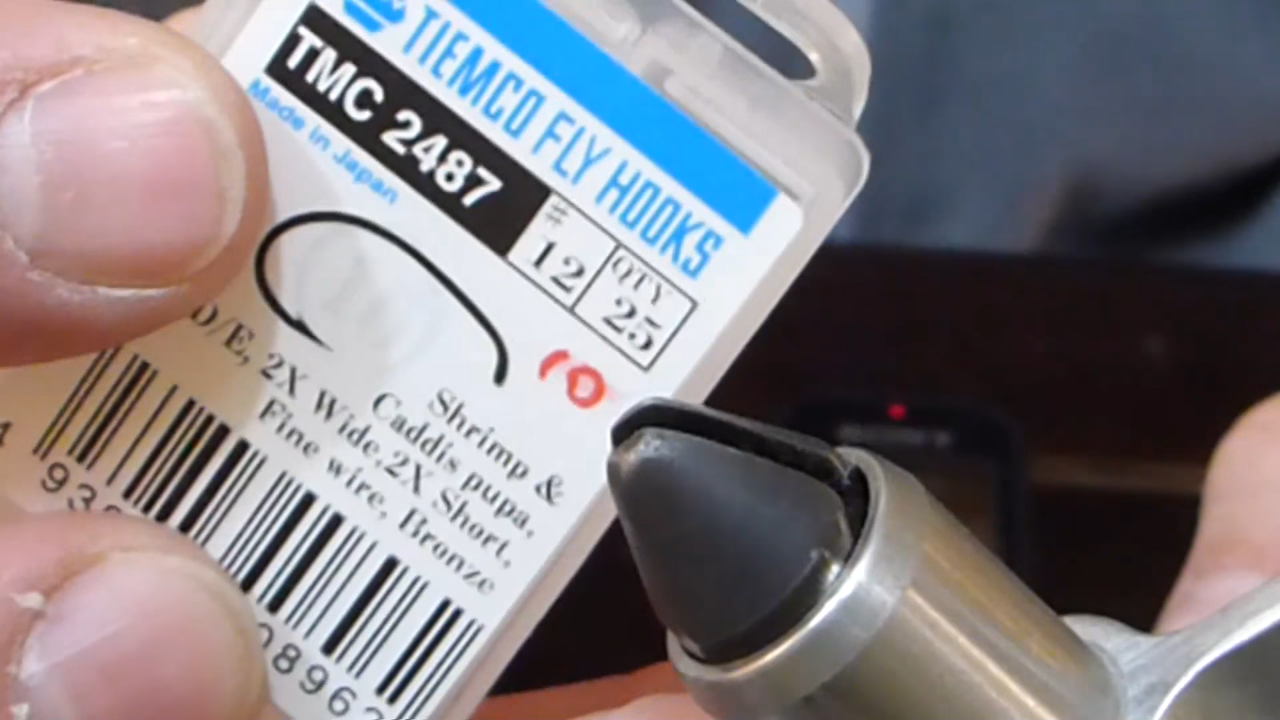 TIEMCO FLY HOOKS
TMC 2487
Made in Japan
# 12
QTY 25
Shrimp &
Caddis pupa,
D/E, 2X Wide, 2X Short,
Fine wire, Bronze